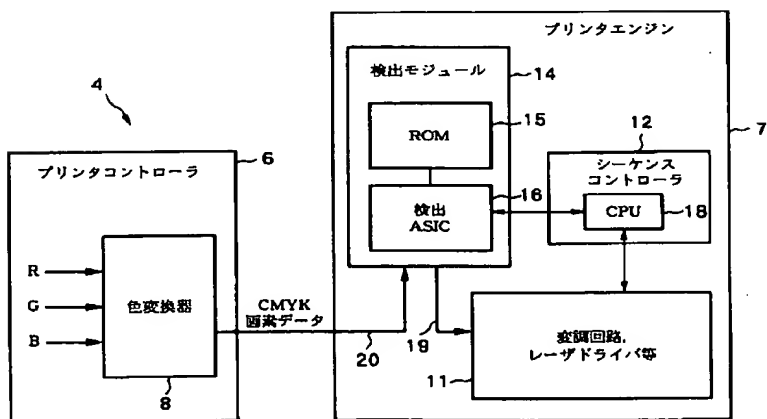 プリンタエンジン
検出モジュール
14
4
ROM
15
7
12
6
プリンタコントローラ
シーケンス
コントローラ
16
検出
ASIC
CPU
18
R
G
B
色変換器
CMYK
画素データ
変調回路,
レーザドライバ等
20
19
11
8